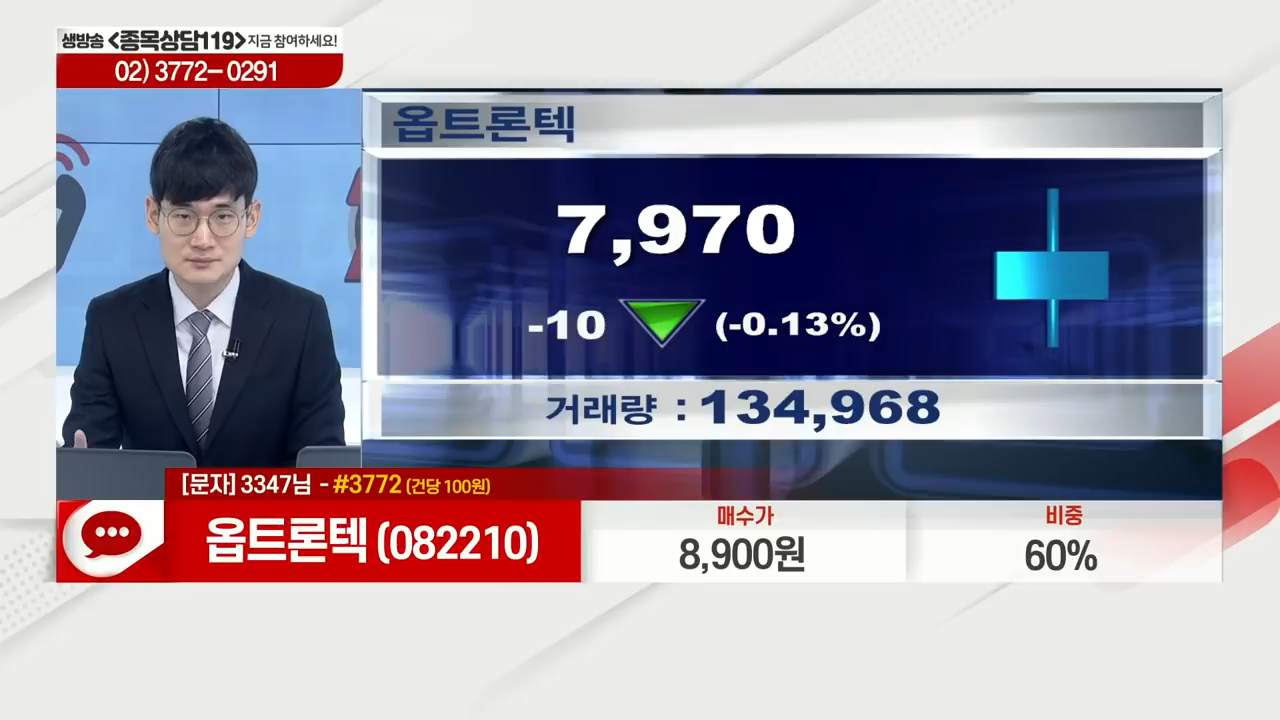 생방송 <종목상담119> 지금 참여하세요!
02) 3772-0291
옵트론텍
7,970
-10 (-0.13%)
거래량 : 134,968
[문자] 3347님 - #3772 (건당 100원)
옵트론텍 (082210)
매수가
8,900원
비중
60%